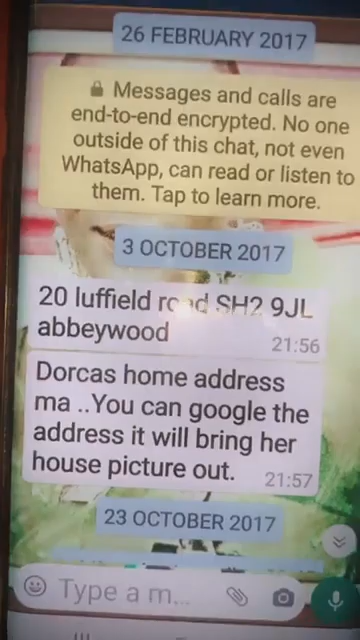 26 FEBRUARY 2017
🔒 Messages and calls are
end-to-end encrypted. No one
outside of this chat, not even
WhatsApp, can read or listen to
them. Tap to learn more.
3 OCTOBER 2017
20 luffield road SH2 9JL
abbeywood
21:56
Dorcas home address
ma ..You can google the
address it will bring her
house picture out.
21:57
23 OCTOBER 2017
Type a m...